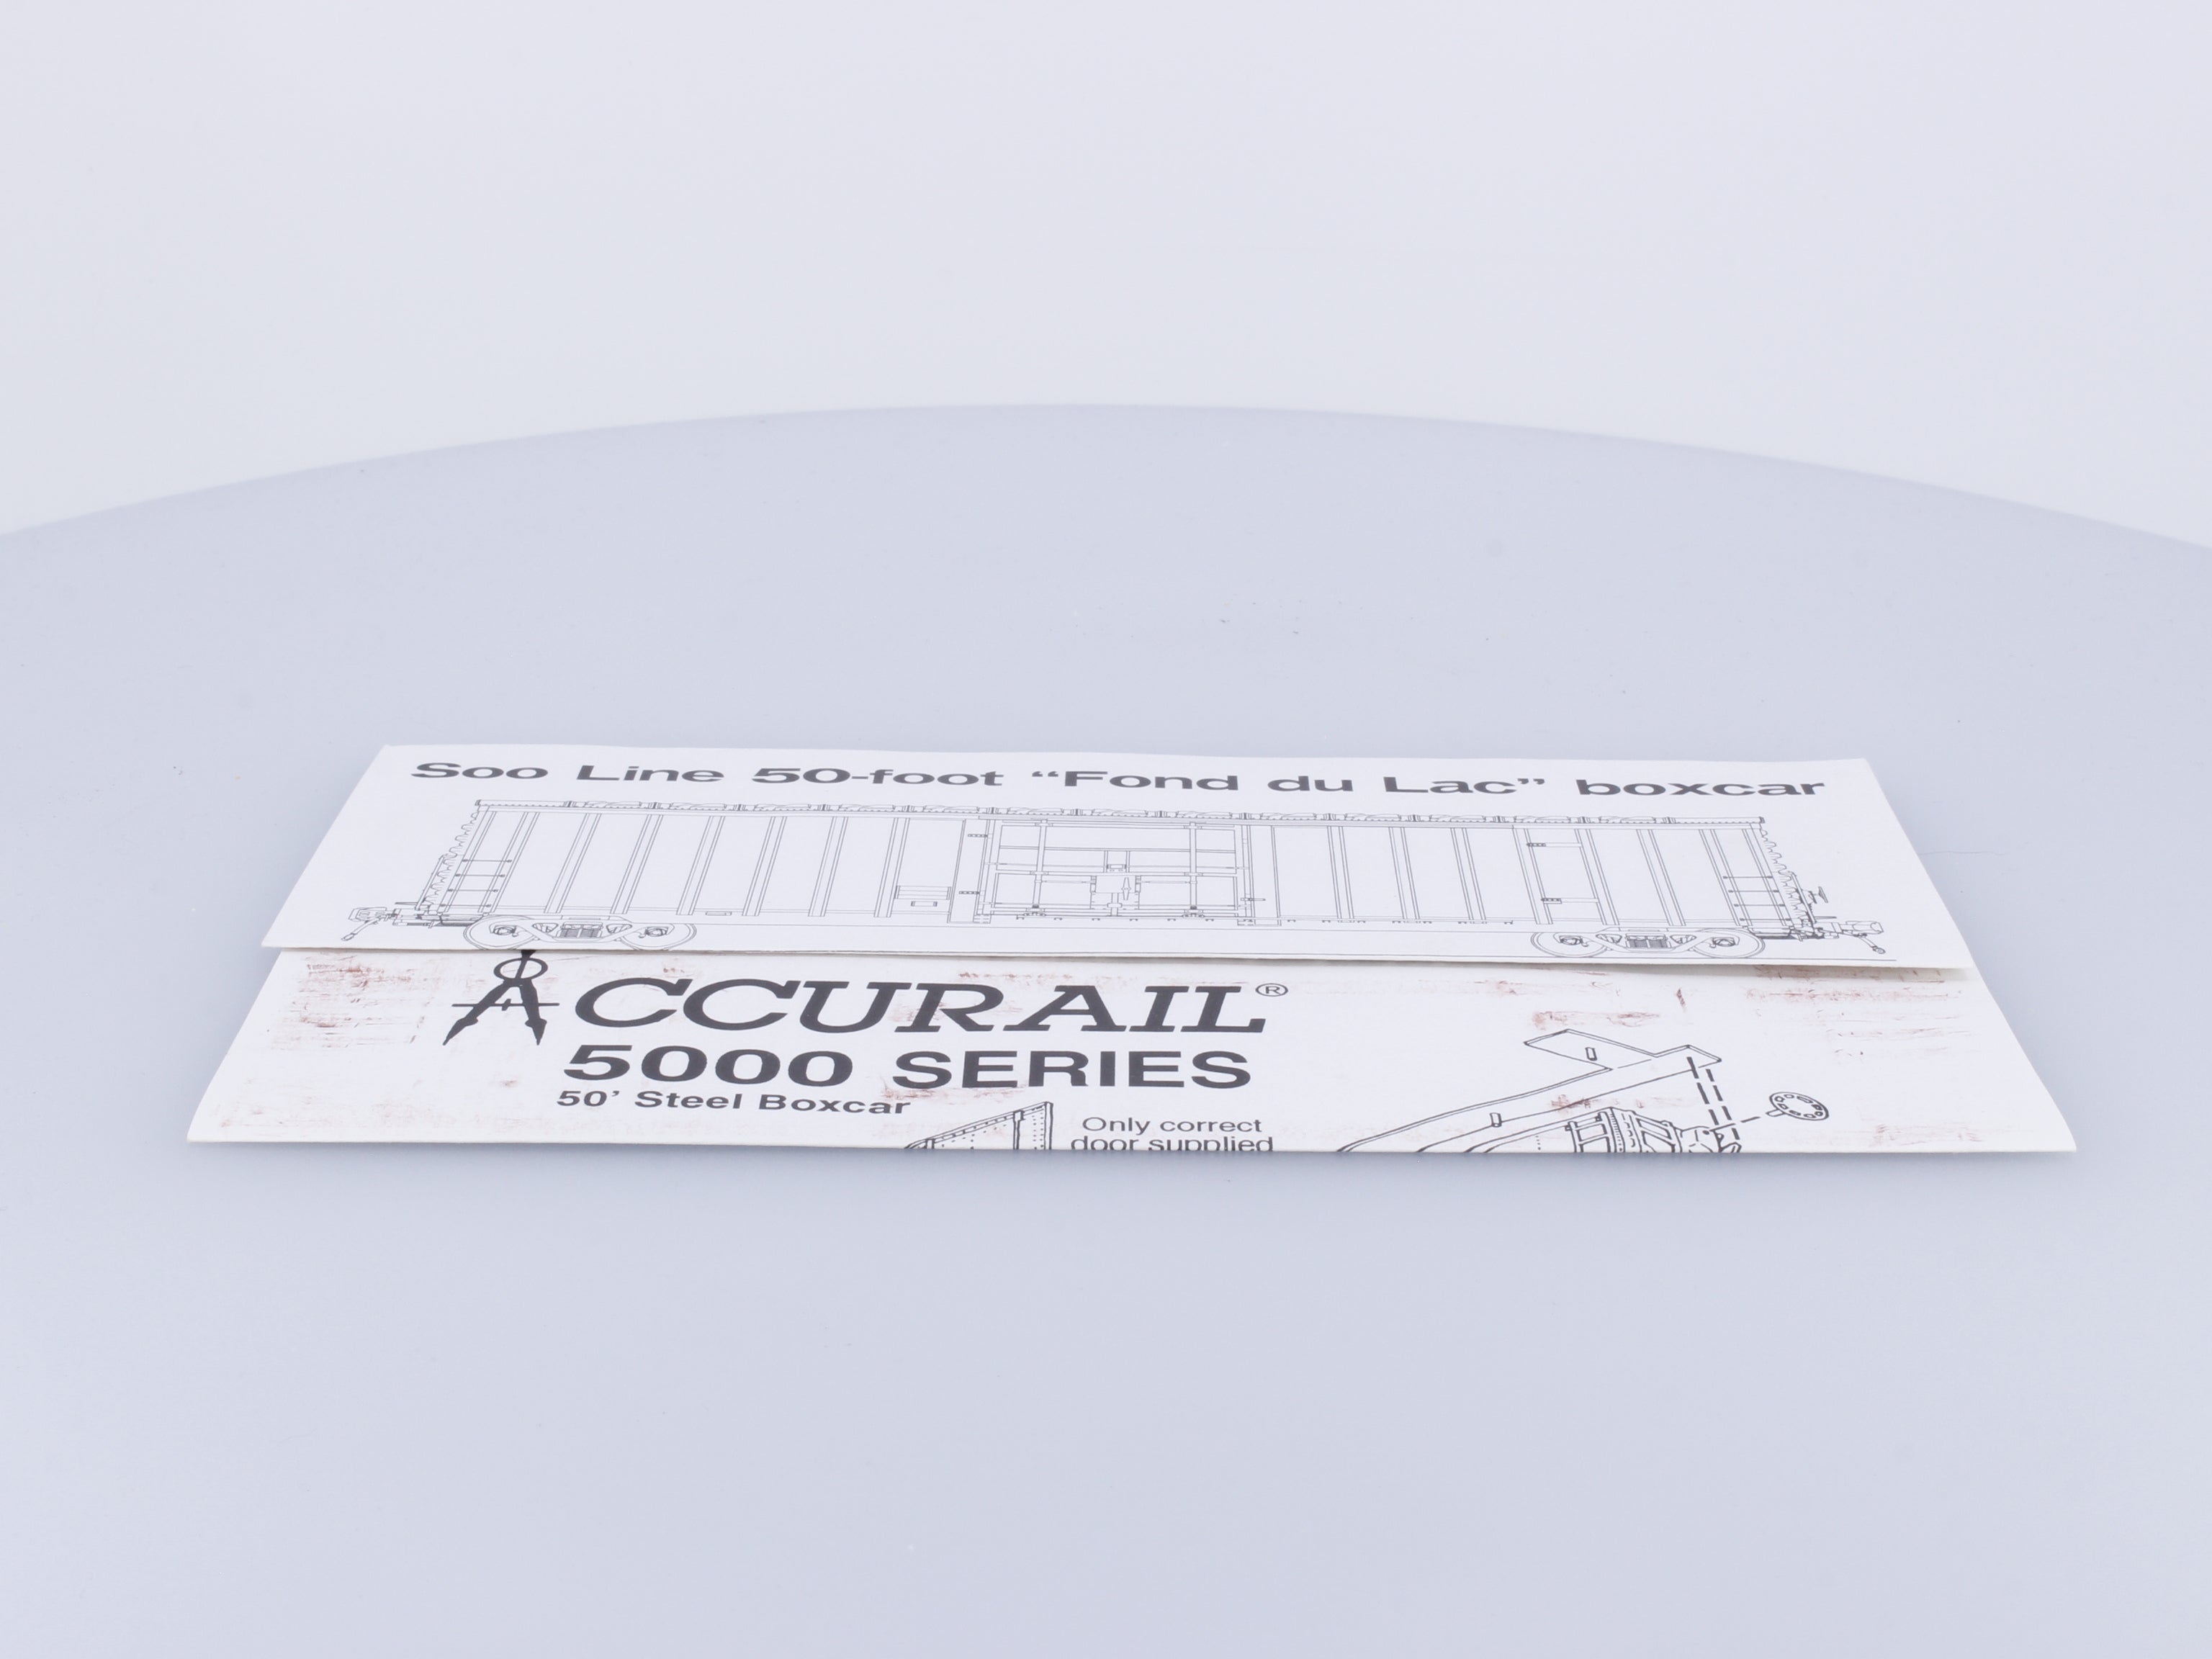 Soo Line 50-foot “Fond du Lac” boxcar
ACCURAIL®
5000 SERIES
50’ Steel Boxcar
Only correct
door supplied